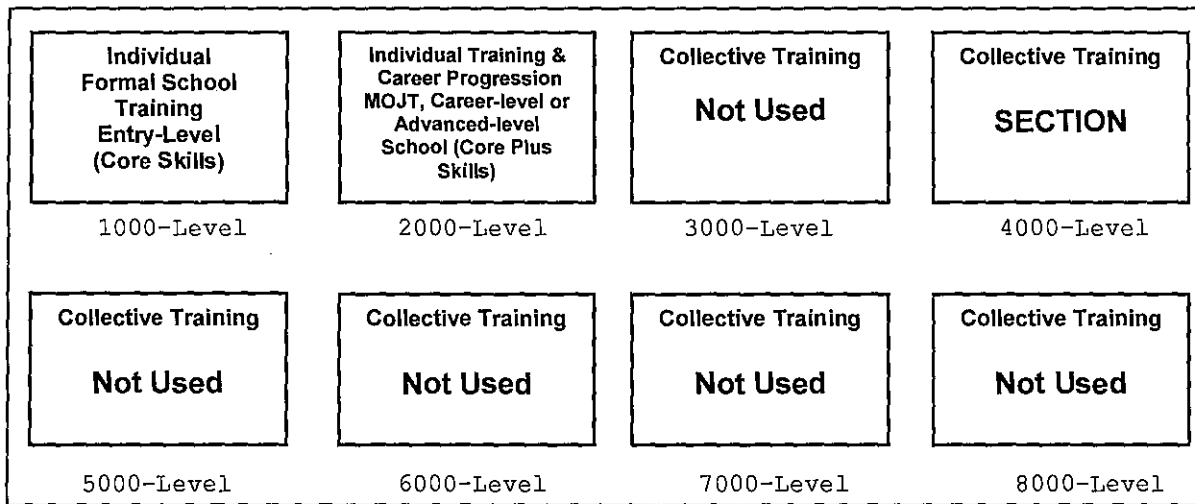 Individual
Formal School
Training
Entry-Level
(Core Skills)
1000-Level
Individual Training &
Career Progression
MOJT, Career-level or
Advanced-level
School (Core Plus
Skills)
2000-Level
Collective Training
Not Used
3000-Level
Collective Training
SECTION
4000-Level
Collective Training
Not Used
5000-Level
Collective Training
Not Used
6000-Level
Collective Training
Not Used
7000-Level
Collective Training
Not Used
8000-Level